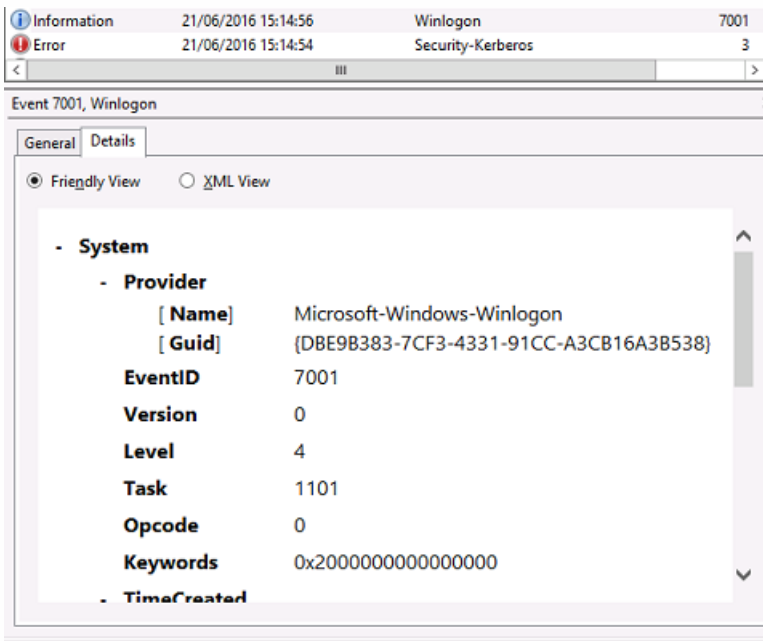 Information 21/06/2016 15:14:56 Winlogon 7001
Error 21/06/2016 15:14:54 Security-Kerberos 3
Event 7001, Winlogon
General Details
Friendly View XML View
- System
- Provider
[ Name] Microsoft-Windows-Winlogon
[ Guid] {DBE9B383-7CF3-4331-91CC-A3CB16A3B538}
EventID 7001
Version 0
Level 4
Task 1101
Opcode 0
Keywords 0x2000000000000000
- TimeCreated